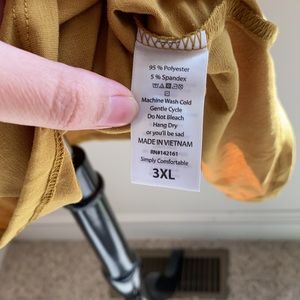 95 % Polyester
5 % Spandex
Machine Wash Cold
Gentle Cycle
Do Not Bleach
Hang Dry
or you'll be sad
MADE IN VIETNAM
RN#142161
Simply Comfortable
3XL